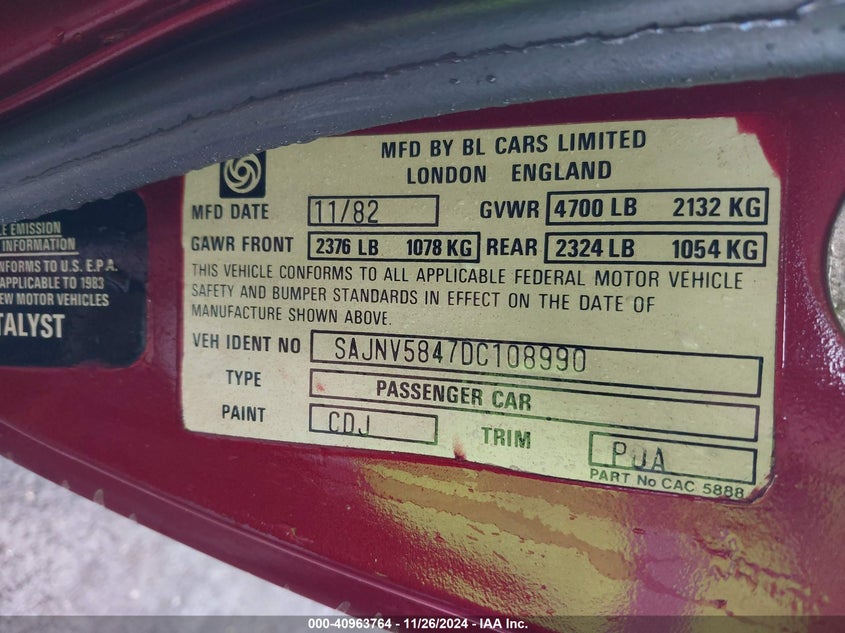 MFD BY BL CARS LIMITED
LONDON ENGLAND
MFD DATE 11/82 GVWR 4700 LB 2132 KG
GAWR FRONT 2376 LB 1078 KG REAR 2324 LB 1054 KG
THIS VEHICLE CONFORMS TO ALL APPLICABLE FEDERAL MOTOR VEHICLE
SAFETY AND BUMPER STANDARDS IN EFFECT ON THE DATE OF
MANUFACTURE SHOWN ABOVE.
VEH IDENT NO SAJNV5847DC108990
TYPE PASSENGER CAR
PAINT CDJ TRIM PUA
PART No CAC 5888
EMISSION
INFORMATION
TO U.S. E.P.A.
APPLICABLE TO 1983
NEW MOTOR VEHICLES
000-40963764 - 11/26/2024 - IAA Inc.